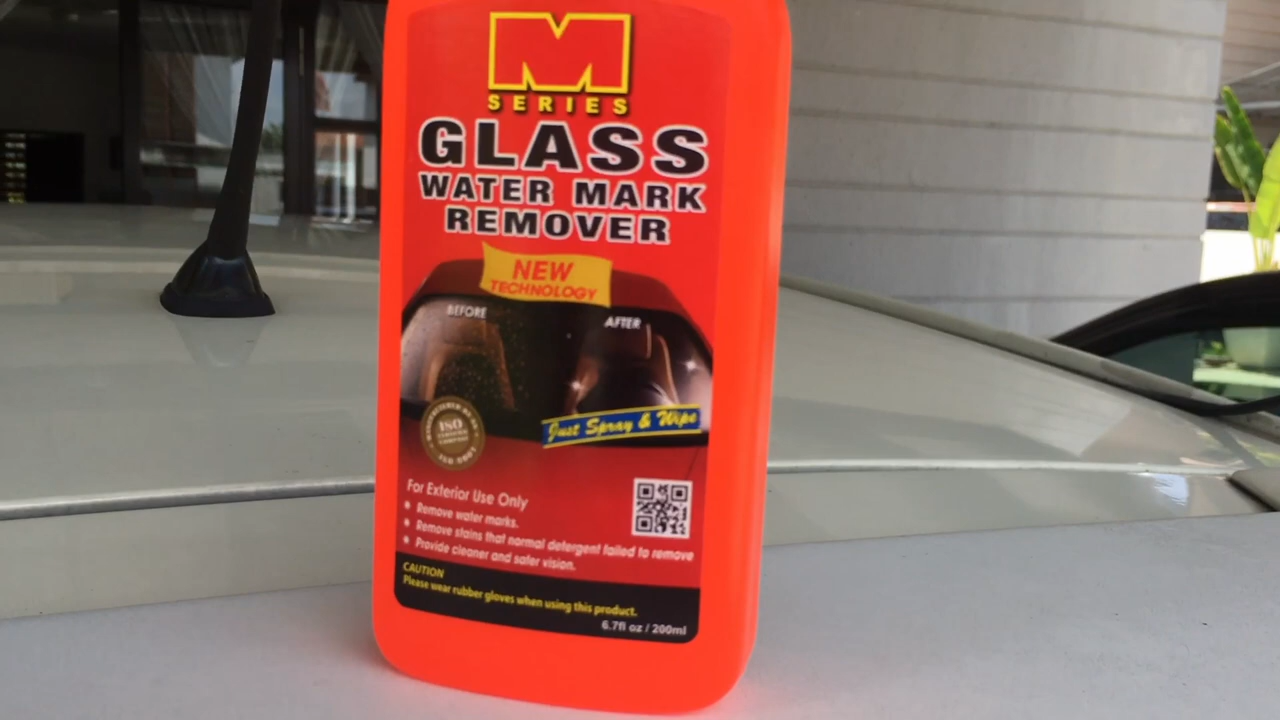 M
SERIES
GLASS
WATER MARK
REMOVER
NEW
TECHNOLOGY
BEFORE
AFTER
Just Spray & Wipe
ISO
For Exterior Use Only
Remove water marks.
Remove stains that normal detergent failed to remove
Provide cleaner and safer vision.
CAUTION
Please wear rubber gloves when using this product.
6.7fl oz / 200ml